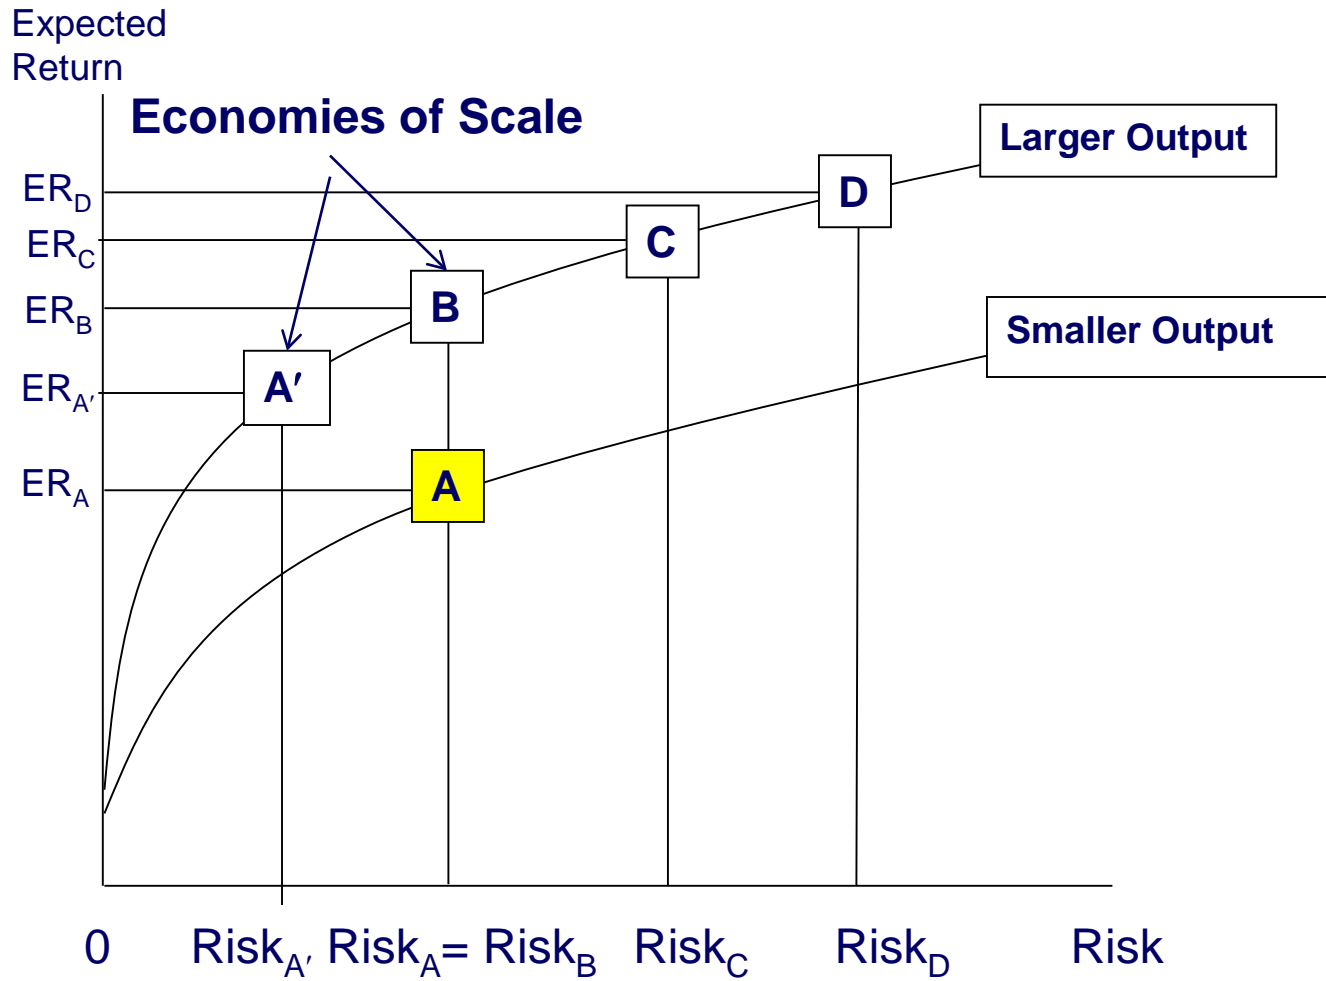 Expected
Return
Economies of Scale
Larger Output
ER_D
D
ER_C
C
ER_B
B
Smaller Output
ER_A′
A′
ER_A
A
0 Risk_A′ Risk_A= Risk_B Risk_C Risk_D Risk